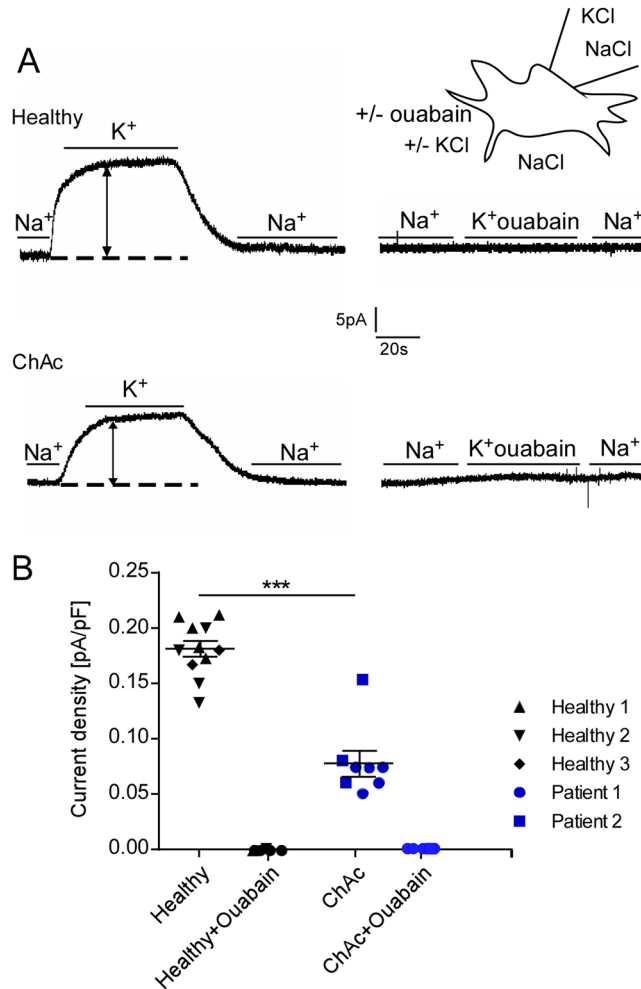 A
KCl
NaCl
+/- ouabain
+/- KCl
NaCl
Healthy
K+
Na+
Na+
Na+
K+ouabain
Na+
5pA
20s
ChAc
K+
Na+
Na+
Na+
K+ouabain
Na+
B
Current density [pA/pF]
0.25
0.20
0.15
0.10
0.05
0.00
***
Healthy
Healthy+Ouabain
ChAc
ChAc+Ouabain
Healthy 1
Healthy 2
Healthy 3
Patient 1
Patient 2